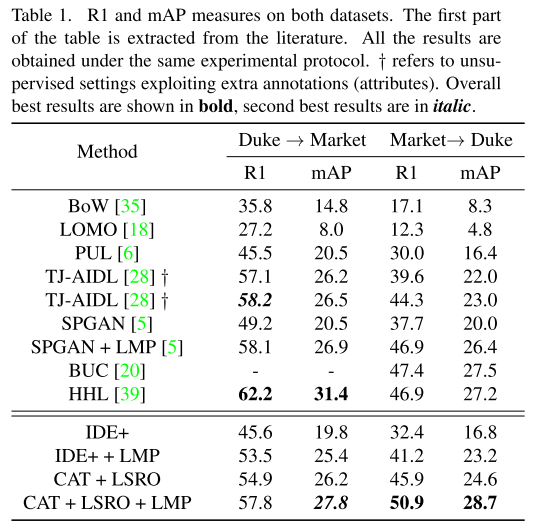 Table 1. R1 and mAP measures on both datasets. The first part
of the table is extracted from the literature. All the results are
obtained under the same experimental protocol. † refers to unsu-
pervised settings exploiting extra annotations (attributes). Overall
best results are shown in bold, second best results are in italic.
Method Duke → Market Market→ Duke
R1 mAP R1 mAP
BoW [35] 35.8 14.8 17.1 8.3
LOMO [18] 27.2 8.0 12.3 4.8
PUL [6] 45.5 20.5 30.0 16.4
TJ-AIDL [28] † 57.1 26.2 39.6 22.0
TJ-AIDL [28] † 58.2 26.5 44.3 23.0
SPGAN [5] 49.2 20.5 37.7 20.0
SPGAN + LMP [5] 58.1 26.9 46.9 26.4
BUC [20] - - 47.4 27.5
HHL [39] 62.2 31.4 46.9 27.2
IDE+ 45.6 19.8 32.4 16.8
IDE+ + LMP 53.5 25.4 41.2 23.2
CAT + LSRO 54.9 26.2 45.9 24.6
CAT + LSRO + LMP 57.8 27.8 50.9 28.7